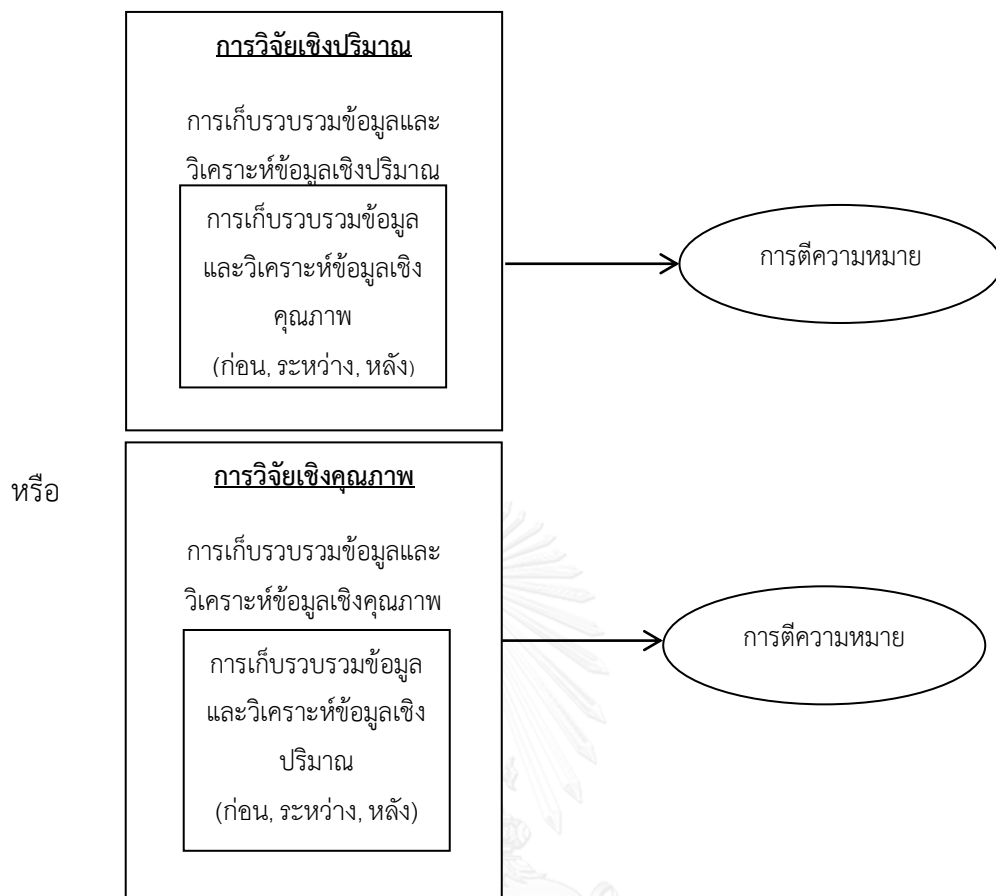 การวิจัยเชิงปริมาณ
การเก็บรวบรวมข้อมูลและ
วิเคราะห์ข้อมูลเชิงปริมาณ
การเก็บรวบรวมข้อมูล
และวิเคราะห์ข้อมูลเชิง
คุณภาพ
(ก่อน, ระหว่าง, หลัง)
การตีความหมาย
หรือ
การวิจัยเชิงคุณภาพ
การเก็บรวบรวมข้อมูลและ
วิเคราะห์ข้อมูลเชิงคุณภาพ
การเก็บรวบรวมข้อมูล
และวิเคราะห์ข้อมูลเชิง
ปริมาณ
(ก่อน, ระหว่าง, หลัง)
การตีความหมาย